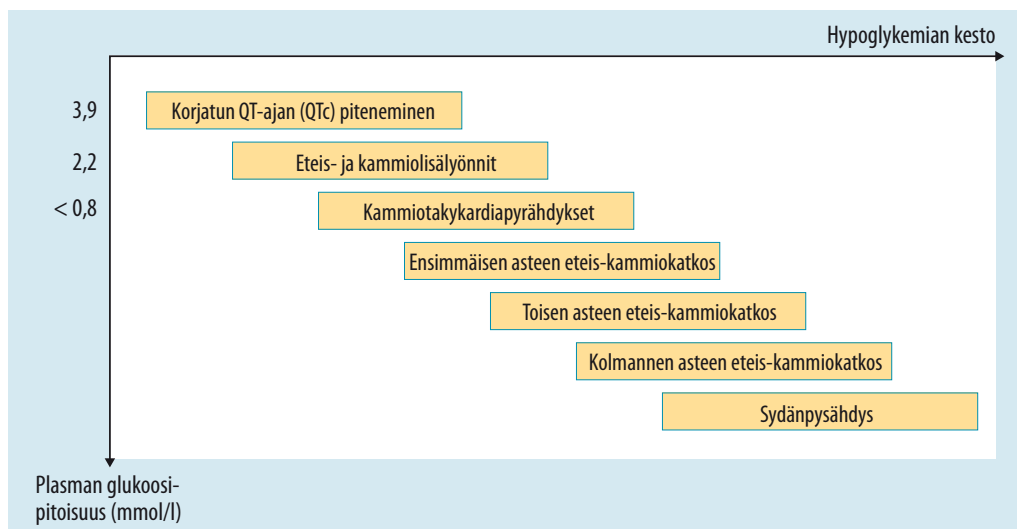 Hypoglykemian kesto
3,9
Korjatun QT-ajan (QTc) piteneminen
2,2
Eteis- ja kammiolisälyönnit
< 0,8
Kammiotakykardiapyrähdykset
Ensimmäisen asteen eteis-kammiokatkos
Toisen asteen eteis-kammiokatkos
Kolmannen asteen eteis-kammiokatkos
Sydänpysähdys
Plasman glukoosi-
pitoisuus (mmol/l)